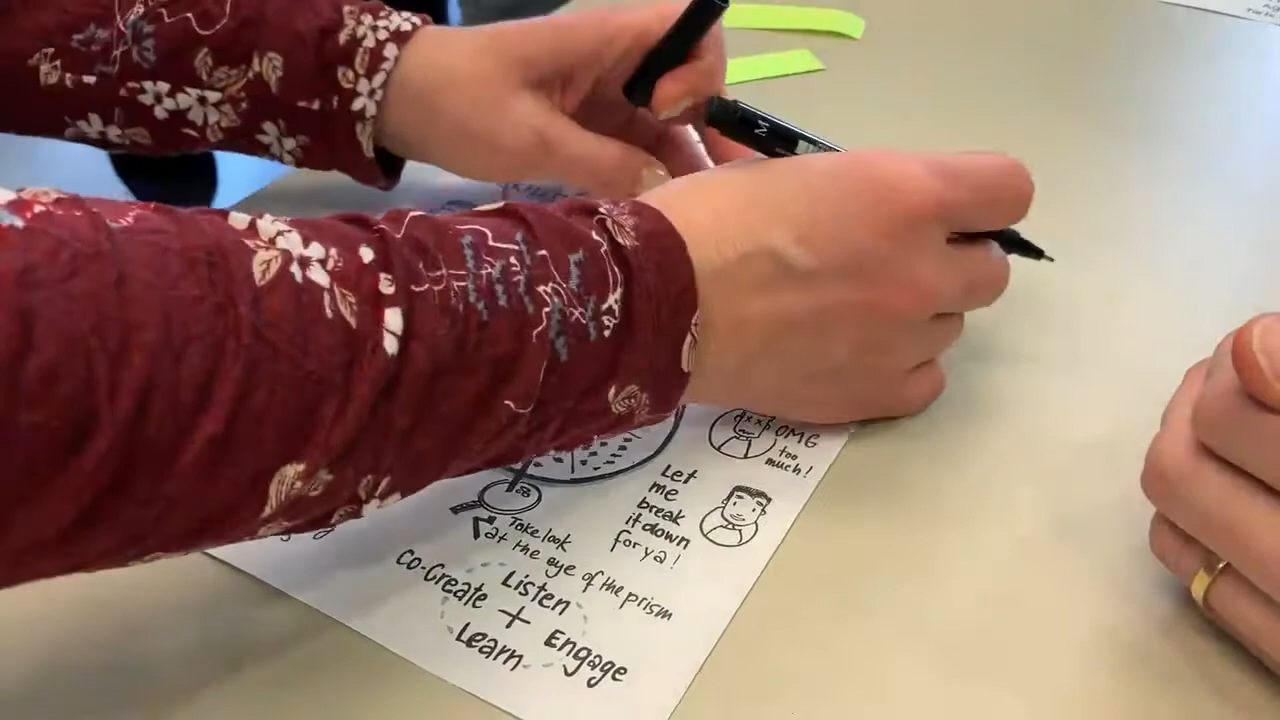 M
OMG
too
much!
Let
me
break
it down
for ya!
Take look
at the eye of the prism
Co-Create
Listen
+
Engage
Learn